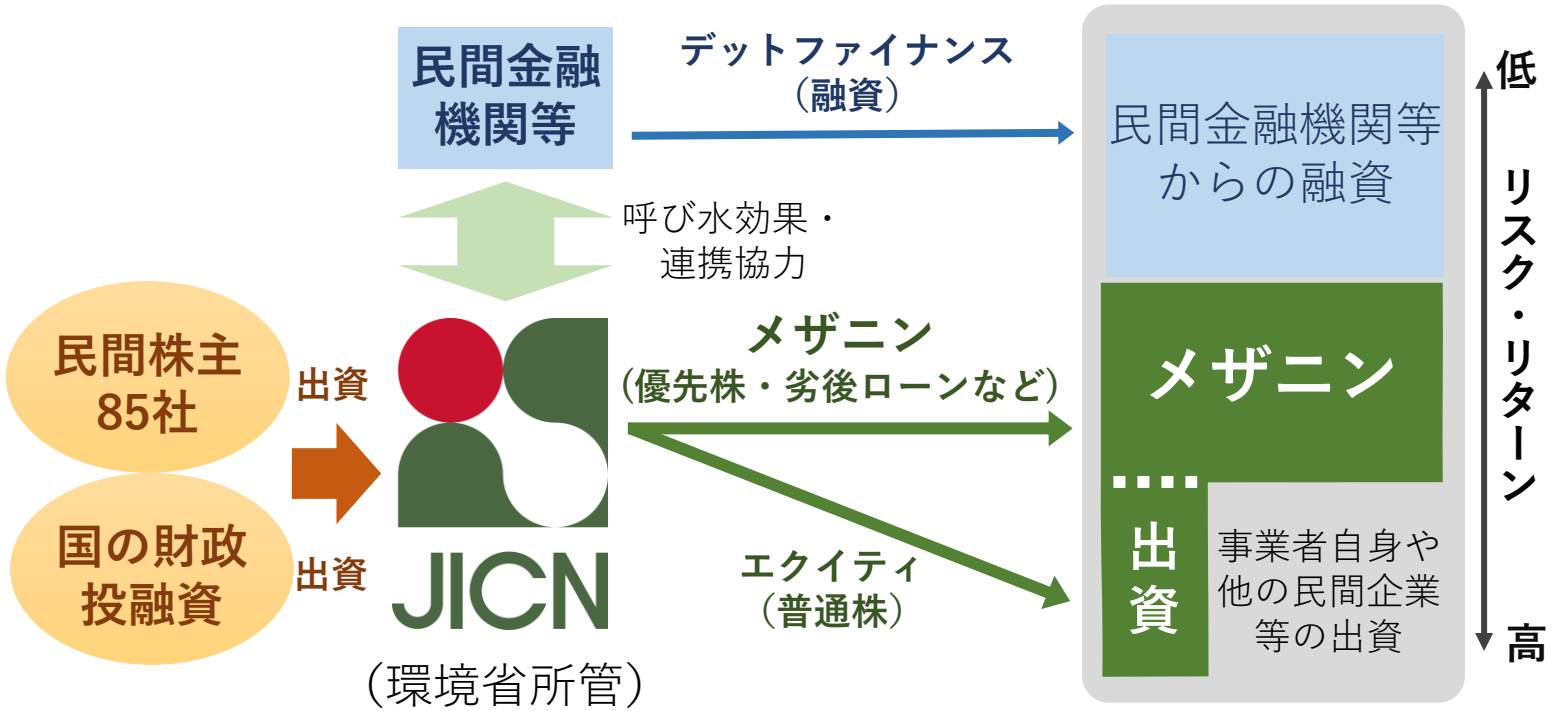 民間金融
機関等
デットファイナンス
（融資）
民間金融機関等
からの融資
低
リスク・リターン
高
呼び水効果・
連携協力
民間株主
85社
出資
国の財政
投融資
出資
JICN
（環境省所管）
メザニン
(優先株・劣後ローンなど)
エクイティ
（普通株）
メザニン
出資
事業者自身や
他の民間企業
等の出資